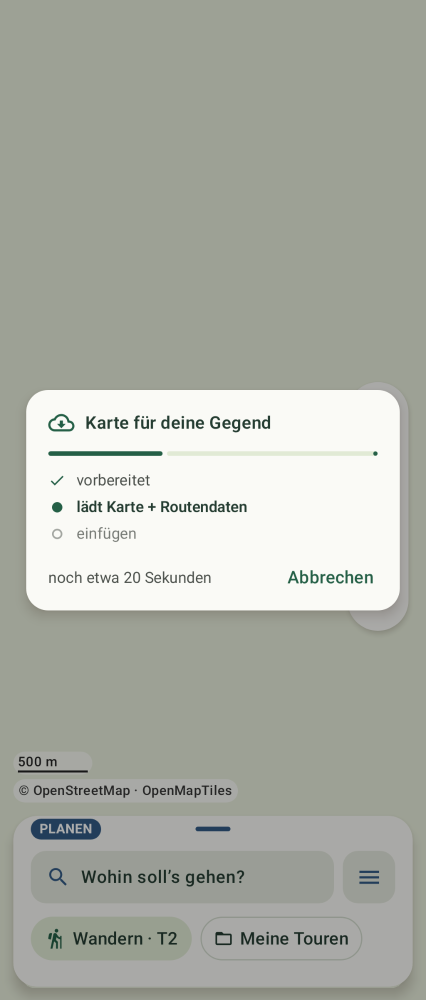 Karte für deine Gegend
vorbereitet
lädt Karte + Routendaten
einfügen
noch etwa 20 Sekunden
Abbrechen
500 m
© OpenStreetMap · OpenMapTiles
PLANEN
Wohin soll’s gehen?
Wandern · T2
Meine Touren